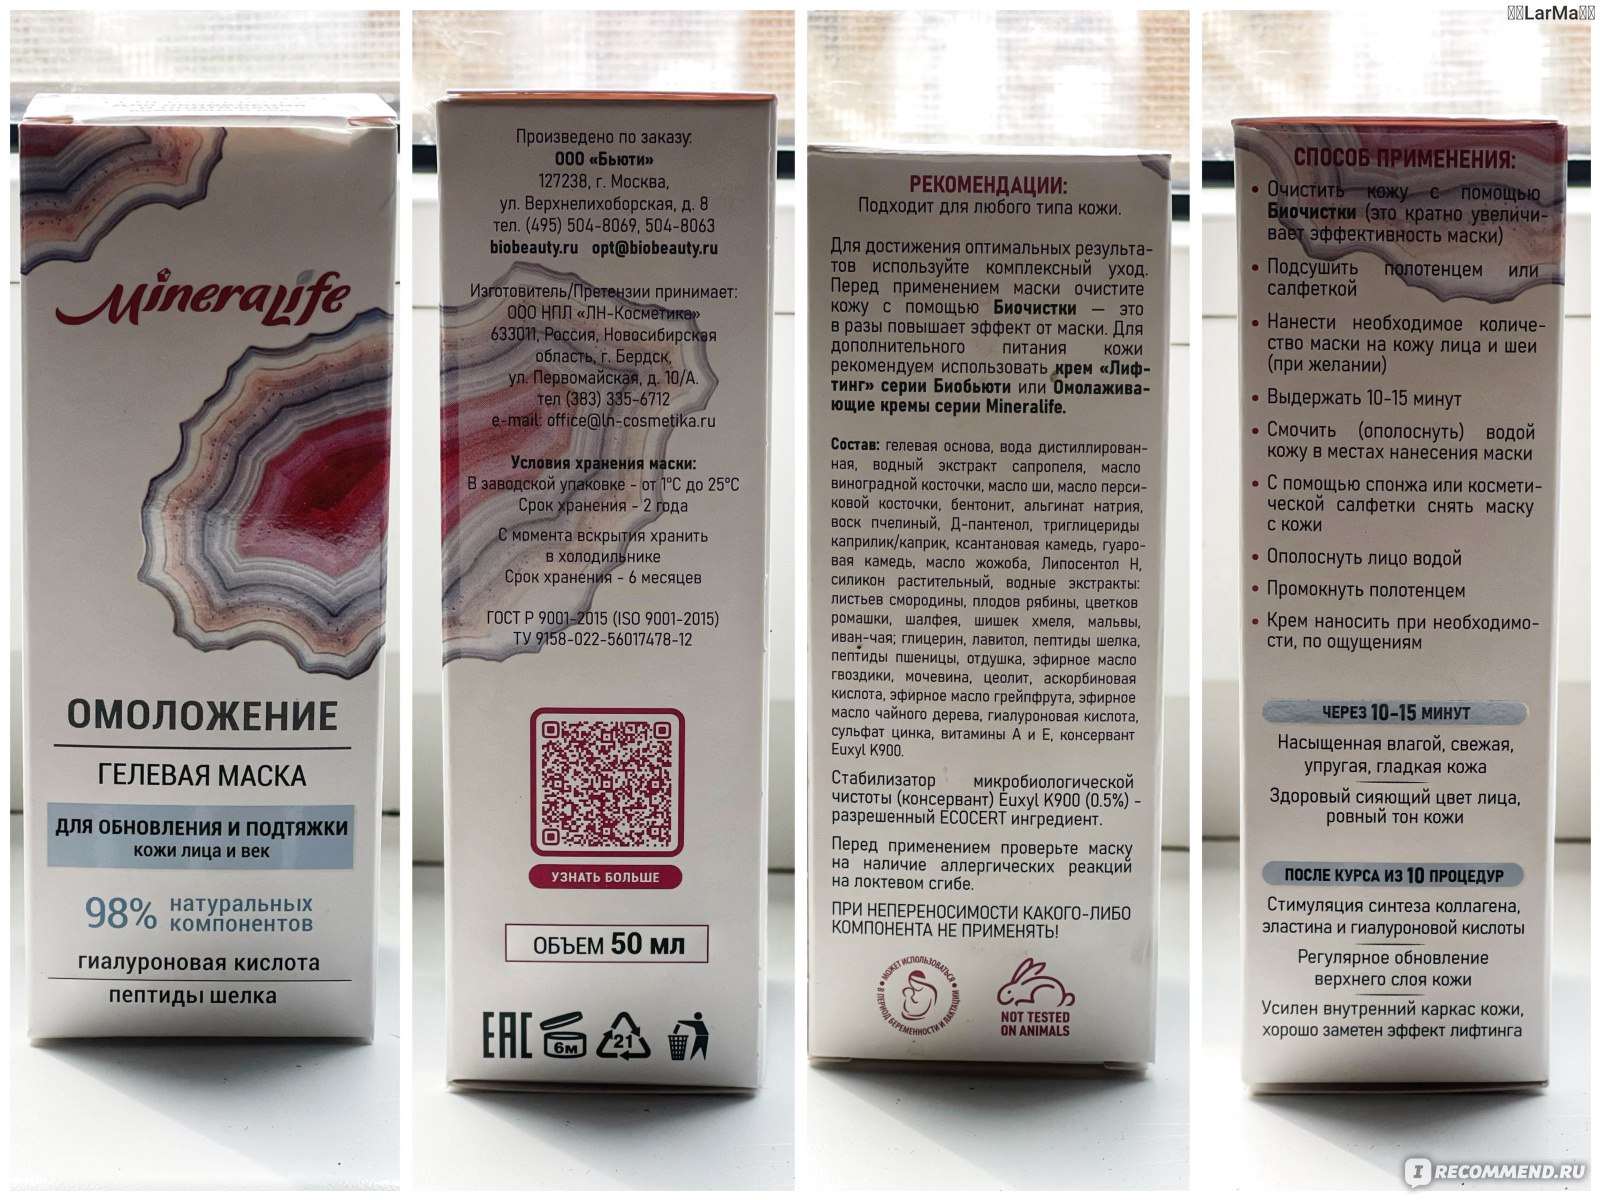 LarMa
MineraLife
ОМОЛОЖЕНИЕ
ГЕЛЕВАЯ МАСКА
ДЛЯ ОБНОВЛЕНИЯ И ПОДТЯЖКИ
КОЖИ ЛИЦА И ВЕК
98% натуральных
компонентов
гиалуроновая кислота
пептиды шелка
Произведено по заказу:
ООО «Бьюти»
127238, г. Москва,
ул. Верхнелихоборская, д. 8
тел. (495) 504-8069, 504-8063
biobeauty.ru opt@biobeauty.ru
Изготовитель/Претензии принимает:
ООО НПЛ «ЛН-Косметика»
633011, Россия, Новосибирская
область, г. Бердск,
ул. Первомайская, д. 10/А.
тел (383) 335-6712
e-mail: office@ln-cosmetika.ru
Условия хранения маски:
В заводской упаковке - от 1°С до 25°С
Срок хранения - 2 года
С момента вскрытия хранить
в холодильнике
Срок хранения - 6 месяцев
ГОСТ Р 9001-2015 (ISO 9001-2015)
ТУ 9158-022-56017478-12
УЗНАТЬ БОЛЬШЕ
ОБЪЕМ 50 мл
EAC 6М 21
РЕКОМЕНДАЦИИ:
Подходит для любого типа кожи.
Для достижения оптимальных результа-
тов используйте комплексный уход.
Перед применением маски очистите
кожу с помощью Биочистки — это
в разы повышает эффект от маски. Для
дополнительного питания кожи
рекомендуем использовать крем «Лиф-
тинг» серии Биобьюти или Омолажива-
ющие кремы серии Mineralife.
Состав: гелевая основа, вода дистиллирован-
ная, водный экстракт сапропеля, масло
виноградной косточки, масло ши, масло перси-
ковой косточки, бентонит, альгинат натрия,
воск пчелиный, Д-пантенол, триглицериды
каприлик/каприк, ксантановая камедь, гуаро-
вая камедь, масло жожоба, Липосентол Н,
силикон растительный, водные экстракты:
листьев смородины, плодов рябины, цветков
ромашки, шалфея, шишек хмеля, мальвы,
иван-чая; глицерин, лавитол, пептиды шелка,
пептиды пшеницы, отдушка, эфирное масло
гвоздики, мочевина, цеолит, аскорбиновая
кислота, эфирное масло грейпфрута, эфирное
масло чайного дерева, гиалуроновая кислота,
сульфат цинка, витамины А и Е, консервант
Euxyl K900.
Стабилизатор микробиологической
чистоты (консервант) Euxyl K900 (0.5%) -
разрешенный ECOCERT ингредиент.
Перед применением проверьте маску
на наличие аллергических реакций
на локтевом сгибе.
ПРИ НЕПЕРЕНОСИМОСТИ КАКОГО-ЛИБО
КОМПОНЕНТА НЕ ПРИМЕНЯТЬ!
• МОЖЕТ ИСПОЛЬЗОВАТЬСЯ •
В ПЕРИОД БЕРЕМЕННОСТИ И ЛАКТАЦИИ
NOT TESTED
ON ANIMALS
СПОСОБ ПРИМЕНЕНИЯ:
• Очистить кожу с помощью
Биочистки (это кратно увеличи-
вает эффективность маски)
• Подсушить полотенцем или
салфеткой
• Нанести необходимое количе-
ство маски на кожу лица и шеи
(при желании)
• Выдержать 10-15 минут
• Смочить (ополоснуть) водой
кожу в местах нанесения маски
• С помощью спонжа или космети-
ческой салфетки снять маску
с кожи
• Ополоснуть лицо водой
• Промокнуть полотенцем
• Крем наносить при необходимо-
сти, по ощущениям
ЧЕРЕЗ 10-15 МИНУТ
Насыщенная влагой, свежая,
упругая, гладкая кожа
Здоровый сияющий цвет лица,
ровный тон кожи
ПОСЛЕ КУРСА ИЗ 10 ПРОЦЕДУР
Стимуляция синтеза коллагена,
эластина и гиалуроновой кислоты
Регулярное обновление
верхнего слоя кожи
Усилен внутренний каркас кожи,
хорошо заметен эффект лифтинга
IRECOMMEND.RU